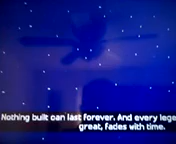 Nothing built can last forever. And every lege
great, fades with time.